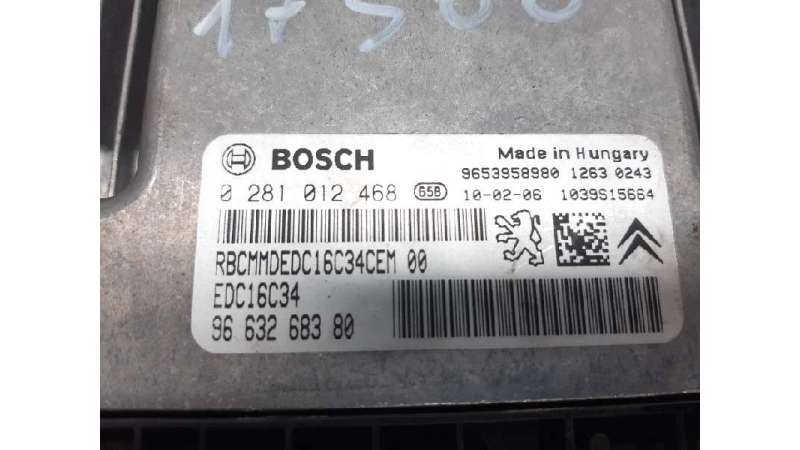 17500
BOSCH
Made in Hungary
9653958980 1263 0243
0 281 012 468 658 10-02-06 1039S15664
RBCMMDEDC16C34CEM 00
EDC16C34
96 632 683 80